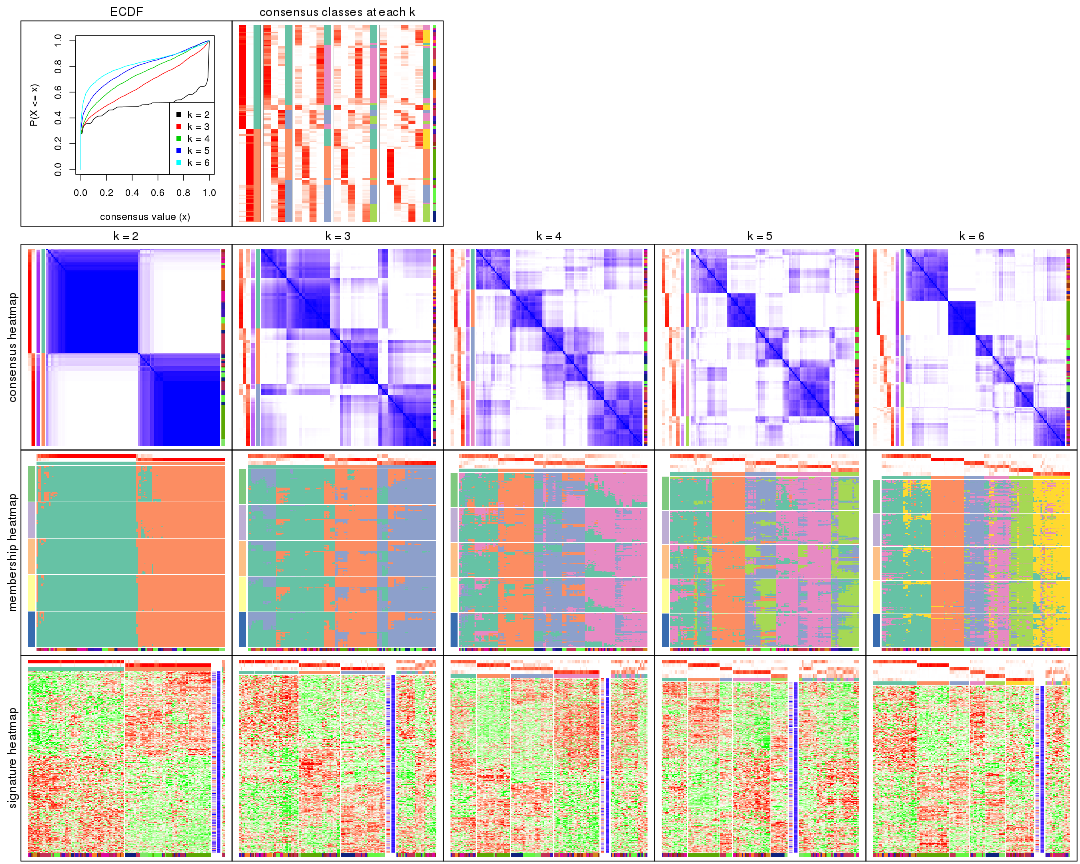 ECDF
consensus classes at each k
P(X <= x)
0.0 0.2 0.4 0.6 0.8 1.0
k = 2
k = 3
k = 4
k = 5
k = 6
0.0 0.2 0.4 0.6 0.8 1.0
consensus value (x)
k = 2
k = 3
k = 4
k = 5
k = 6
consensus heatmap
membership heatmap
signature heatmap